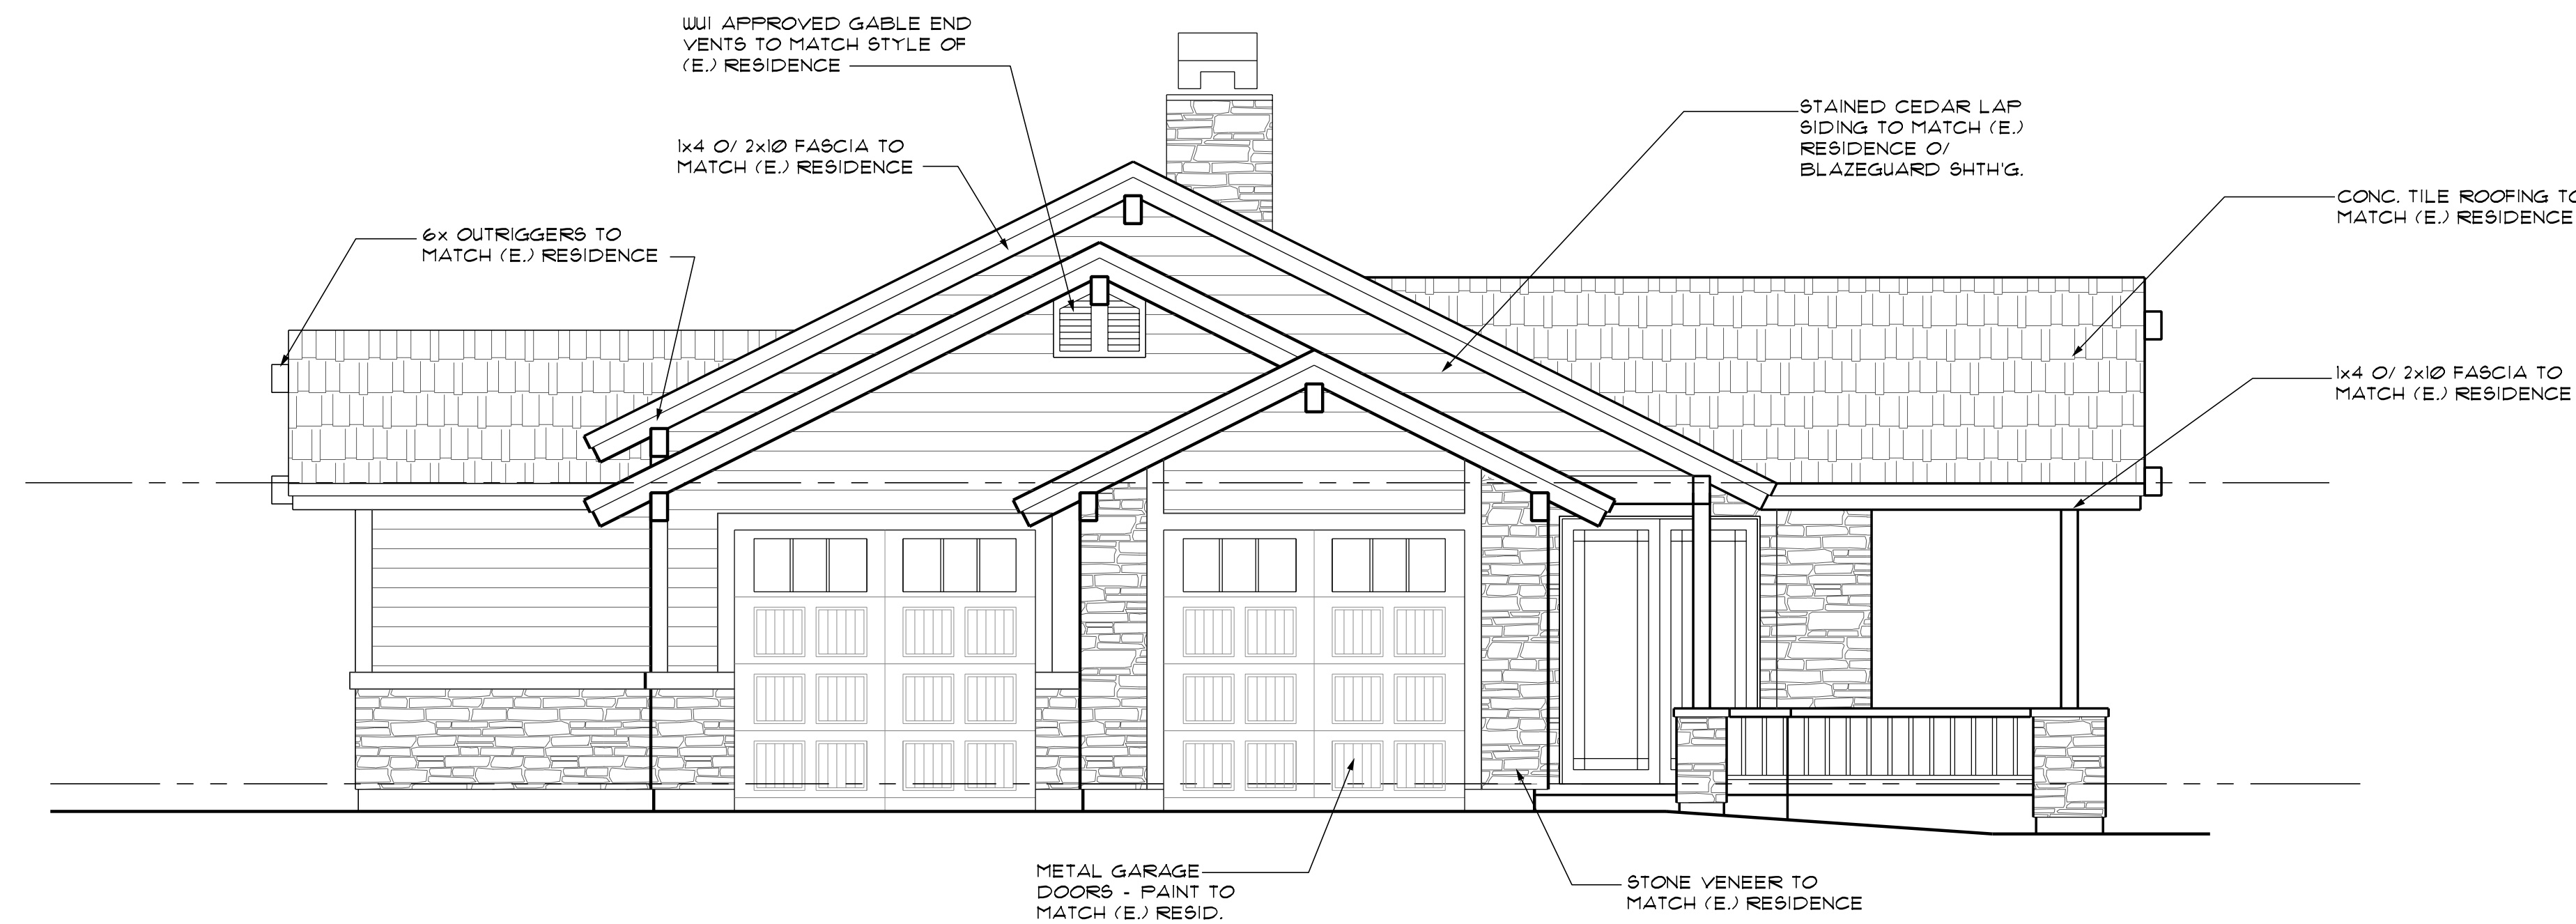 WUI APPROVED GABLE END
VENTS TO MATCH STYLE OF
(E.) RESIDENCE
1x4 O/ 2x10 FASCIA TO
MATCH (E.) RESIDENCE
6x OUTRIGGERS TO
MATCH (E.) RESIDENCE
STAINED CEDAR LAP
SIDING TO MATCH (E.)
RESIDENCE O/
BLAZEGUARD SHTH'G.
CONC. TILE ROOFING TO
MATCH (E.) RESIDENCE
1x4 O/ 2x10 FASCIA TO
MATCH (E.) RESIDENCE
METAL GARAGE
DOORS - PAINT TO
MATCH (E.) RESID.
STONE VENEER TO
MATCH (E.) RESIDENCE